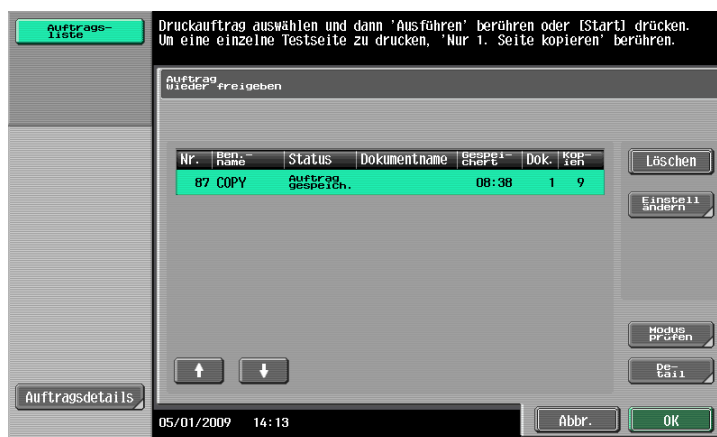 Auftrags-
liste
Druckauftrag auswählen und dann 'Ausführen' berühren oder [Start] drücken.
Um eine einzelne Testseite zu drucken, 'Nur 1. Seite kopieren' berühren.
Auftrag
wieder freigeben
Nr. Ben.- name Status Dokumentname Gespei- chert Dok. Kop- ien
87 COPY Auftrag gespeich. 08:38 1 9
Löschen
Einstell
ändern
Modus
prüfen
De-
tail
Auftragsdetails
05/01/2009 14:13
Abbr.
OK